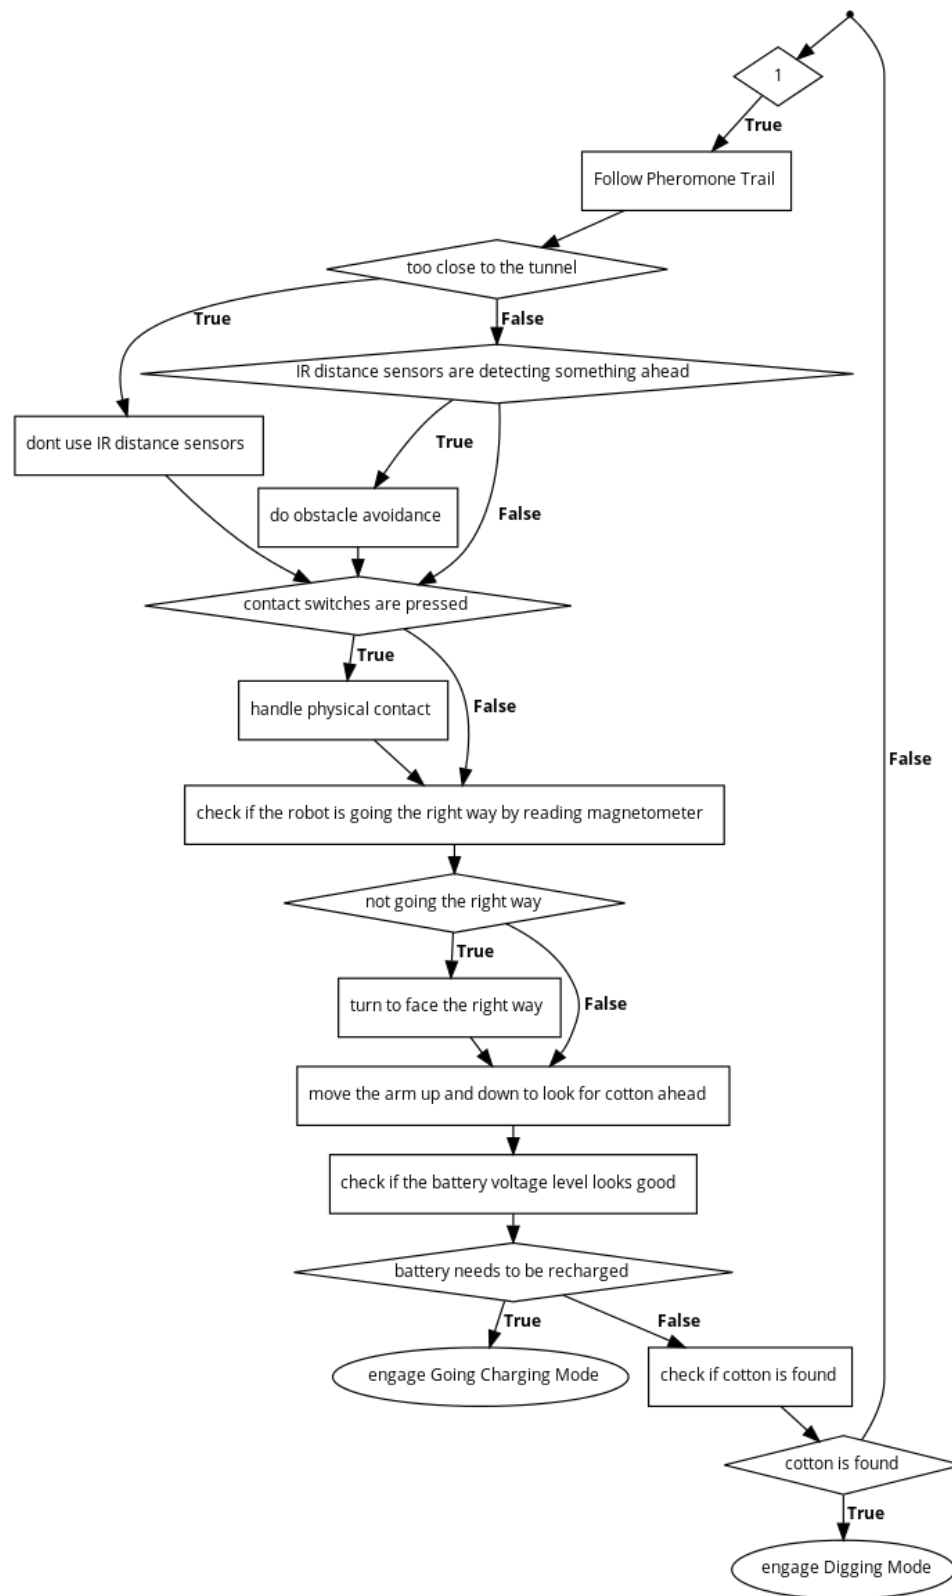 1
True
Follow Pheromone Trail
too close to the tunnel
True
False
IR distance sensors are detecting something ahead
dont use IR distance sensors
True
do obstacle avoidance
False
contact switches are pressed
True
handle physical contact
False
False
check if the robot is going the right way by reading magnetometer
not going the right way
True
turn to face the right way
False
move the arm up and down to look for cotton ahead
check if the battery voltage level looks good
battery needs to be recharged
True
False
engage Going Charging Mode
check if cotton is found
cotton is found
True
engage Digging Mode